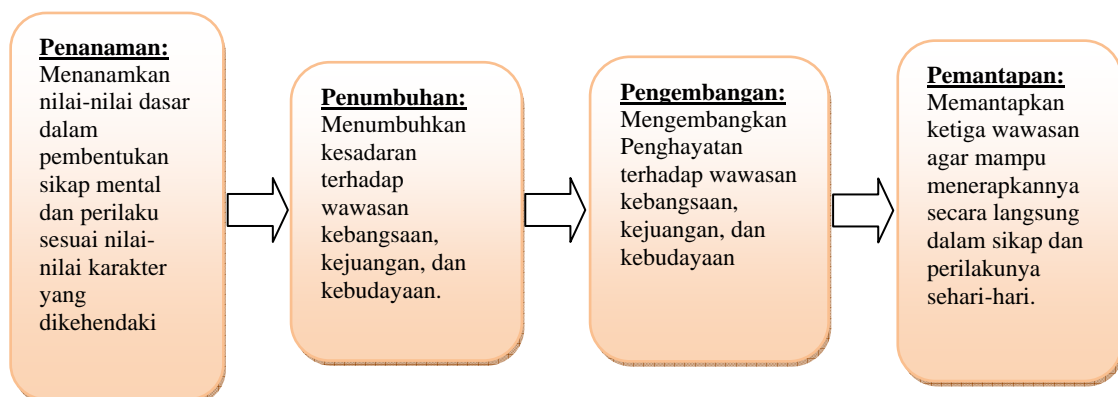 Penanaman:
Menanamkan
nilai-nilai dasar
dalam
pembentukan
sikap mental
dan perilaku
sesuai nilai-
nilai karakter
yang
dikehendaki
Penumbuhan:
Menumbuhkan
kesadaran
terhadap
wawasan
kebangsaan,
kejuangan, dan
kebudayaan.
Pengembangan:
Mengembangkan
Penghayatan
terhadap wawasan
kebangsaan,
kejuangan, dan
kebudayaan
Pemantapan:
Memantapkan
ketiga wawasan
agar mampu
menerapkannya
secara langsung
dalam sikap dan
perilakunya
sehari-hari.